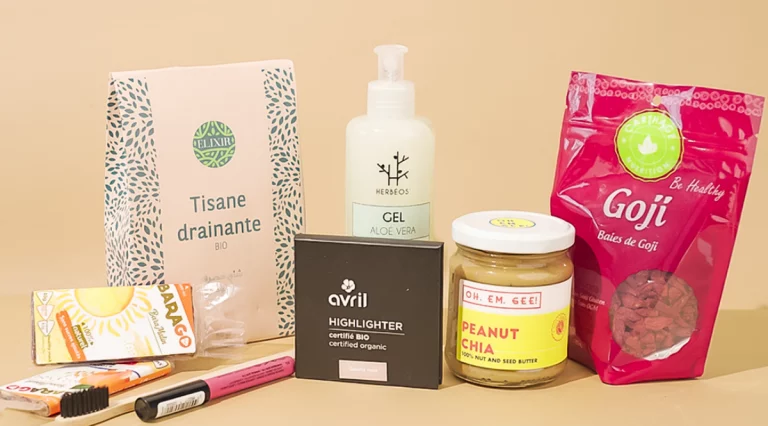 ELIXIR
Tisane
drainante
BIO
HERBEOS
GEL
ALOE VERA
avril
HIGHLIGHTER
certifié BIO
certified organic
OH. EM. GEE!
PEANUT
CHIA
100% NUT AND SEED BUTTER
Be Healthy
Goji
Baies de Goji
BARAGO